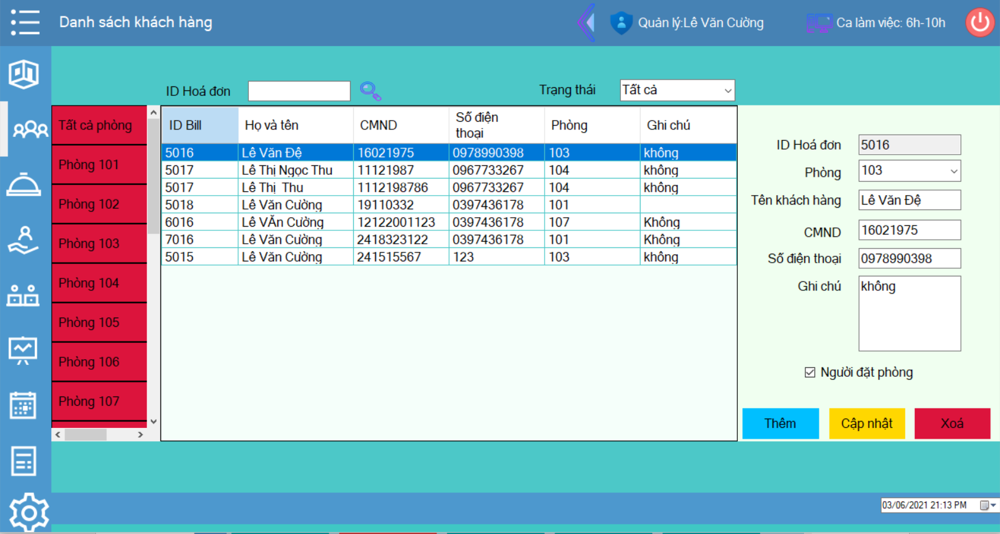 Danh sách khách hàng
Quản lý:Lê Văn Cường
Ca làm việc: 6h-10h
ID Hoá đơn
Trạng thái
Tất cả
Tất cả phòng
Phòng 101
Phòng 102
Phòng 103
Phòng 104
Phòng 105
Phòng 106
Phòng 107
ID Bill Họ và tên CMND Số điện thoại Phòng Ghi chú
5016 Lê Văn Đệ 16021975 0978990398 103 không
5017 Lê Thị Ngọc Thu 11121987 0967733267 104 không
5017 Lê Thị Thu 1112198786 0967733267 104 không
5018 Lê Văn Cường 19110332 0397436178 101
6016 Lê VĂn Cường 12122001123 0397436178 107 Không
7016 Lê Văn Cường 2418323122 0397436178 101 Không
5015 Lê Văn Cường 241515567 123 103 không
ID Hoá đơn 5016
Phòng 103
Tên khách hàng Lê Văn Đệ
CMND 16021975
Số điện thoại 0978990398
Ghi chú không
Người đặt phòng
Thêm
Cập nhật
Xoá
03/06/2021 21:13 PM